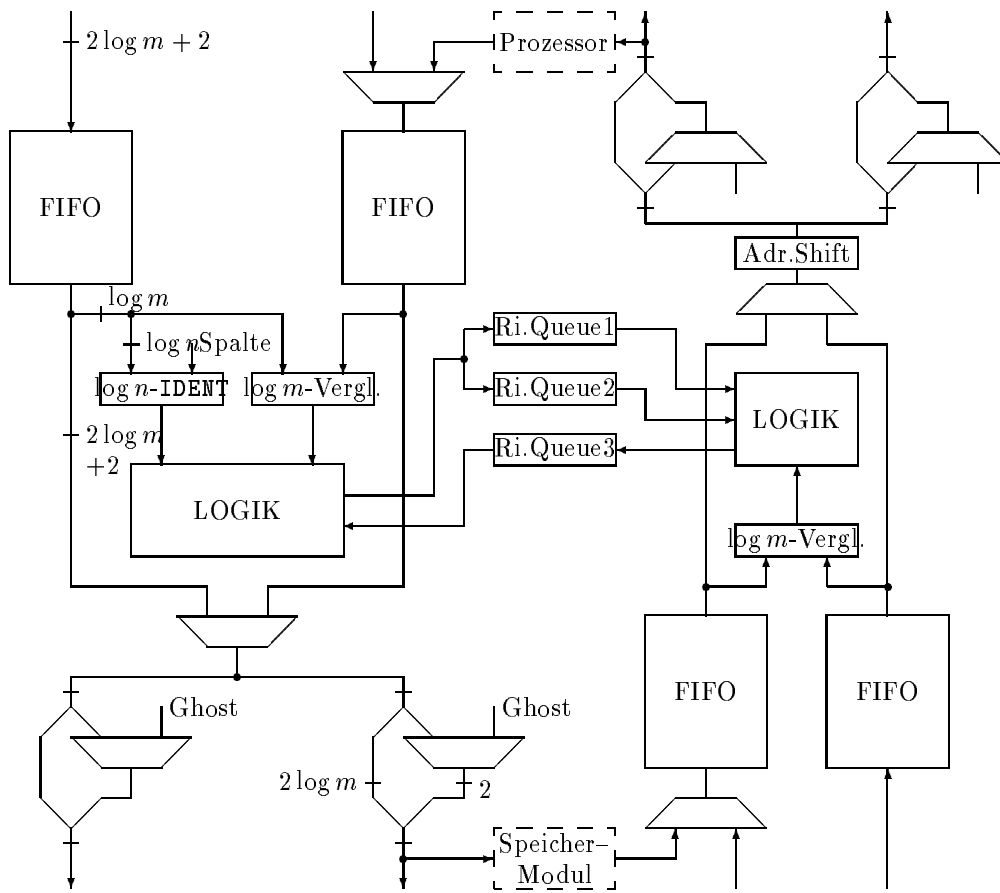 2 log m + 2
Prozessor
FIFO
FIFO
Adr.Shift
log m
Ri.Queue1
log n Spalte
log n-IDENT
log m-Vergl.
Ri.Queue2
LOGIK
2 log m
+2
Ri.Queue3
LOGIK
log m-Vergl.
FIFO
FIFO
Ghost
Ghost
2 log m
2
Speicher–
Modul